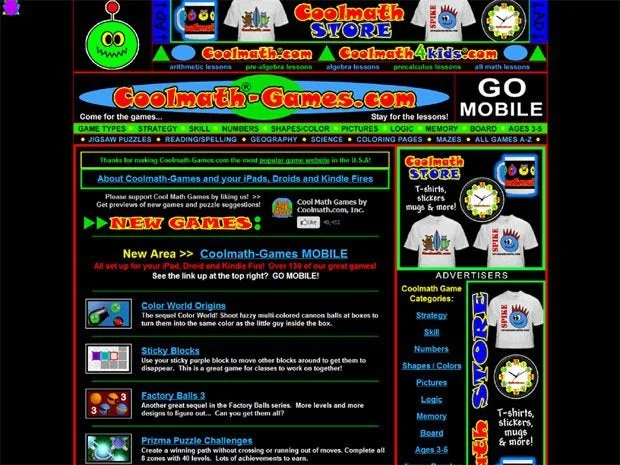 AD
Coolmath
STORE
SPIKE
AD
Coolmath.com
Coolmath4kids.com
arithmetic lessons pre-algebra lessons algebra lessons precalculus lessons all math lessons
Coolmath-Games.com
Come for the games...
Stay for the lessons!
GO
MOBILE
GAME TYPES • STRATEGY • SKILL • NUMBERS • SHAPES/COLOR • PICTURES • LOGIC • MEMORY • BOARD • AGES 3-5
• JIGSAW PUZZLES • READING/SPELLING • GEOGRAPHY • SCIENCE • COLORING PAGES • MAZES • ALL GAMES A-Z •
Thanks for making Coolmath-Games.com the most popular game website in the U.S.A!
About Coolmath-Games and your iPads, Droids and Kindle Fires
Please support Cool Math Games by liking us! >>
Get previews of new games and puzzle suggestions!
Cool Math Games by
Coolmath.com, Inc.
Like 40,452
NEW GAMES:
New Area >> Coolmath-Games MOBILE
All set up for your iPad, Droid and Kindle Fire! Over 130 of our great games!
See the link up at the top right? GO MOBILE!
Color World Origins
The sequel Color World! Shoot fuzzy multi-colored cannon balls at boxes to
turn them into the same color as the little guy inside the box.
Sticky Blocks
Use your sticky purple block to move other blocks around to get them to
disappear. This is a great game for classes to work on together!
3 3
Factory Balls 3
Another great sequel in the Factory Balls series. More levels and more
designs to figure out... Can you get them all?
Prizma Puzzle Challenges
Create a winning path without crossing or running out of moves. Complete all
8 zones with 40 levels. Lots of achievements to earn.
Coolmath
STORE
T-shirts,
stickers
mugs & more!
SPIKE
ADVERTISERS
Coolmath Game
Categories:
Strategy
Skill
Numbers
Shapes / Colors
Pictures
Logic
Memory
Board
Ages 3-5
STORE
SPIKE
T-shirts,
stickers,
mugs
& more!